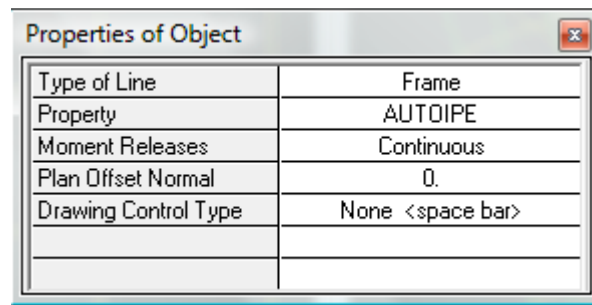 Properties of Object
Type of Line Frame
Property AUTOIPE
Moment Releases Continuous
Plan Offset Normal 0.
Drawing Control Type None <space bar>